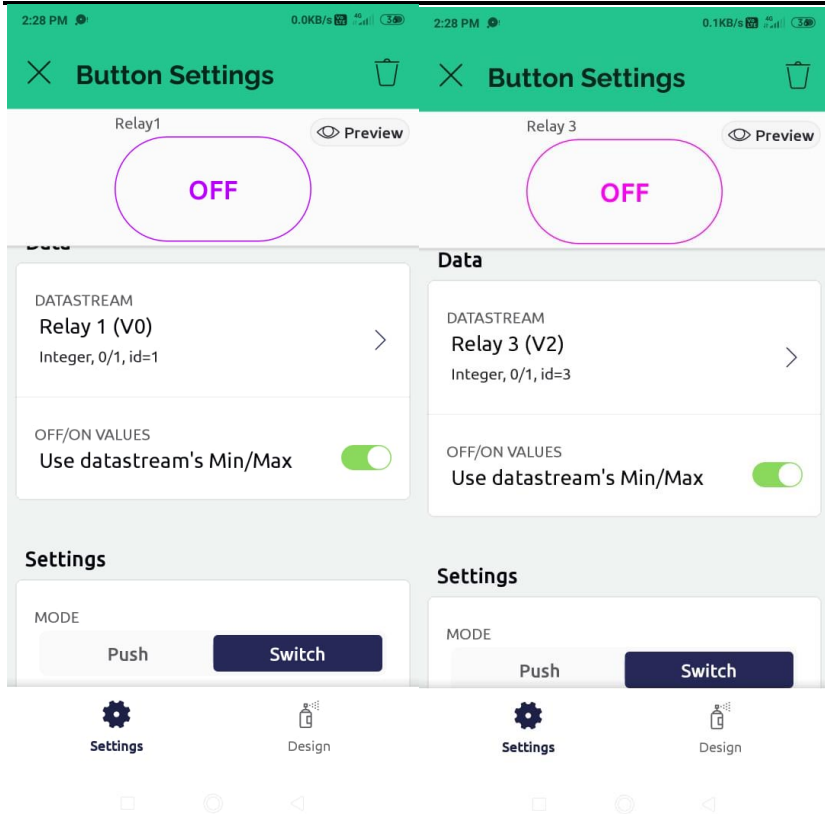 2:28 PM
0.0KB/s
4G
Button Settings
Relay1
Preview
OFF
Data
DATASTREAM
Relay 1 (V0)
Integer, 0/1, id=1
OFF/ON VALUES
Use datastream's Min/Max
Settings
MODE
Push
Switch
Settings
Design
2:28 PM
0.1KB/s
4G
Button Settings
Relay 3
Preview
OFF
Data
DATASTREAM
Relay 3 (V2)
Integer, 0/1, id=3
OFF/ON VALUES
Use datastream's Min/Max
Settings
MODE
Push
Switch
Settings
Design